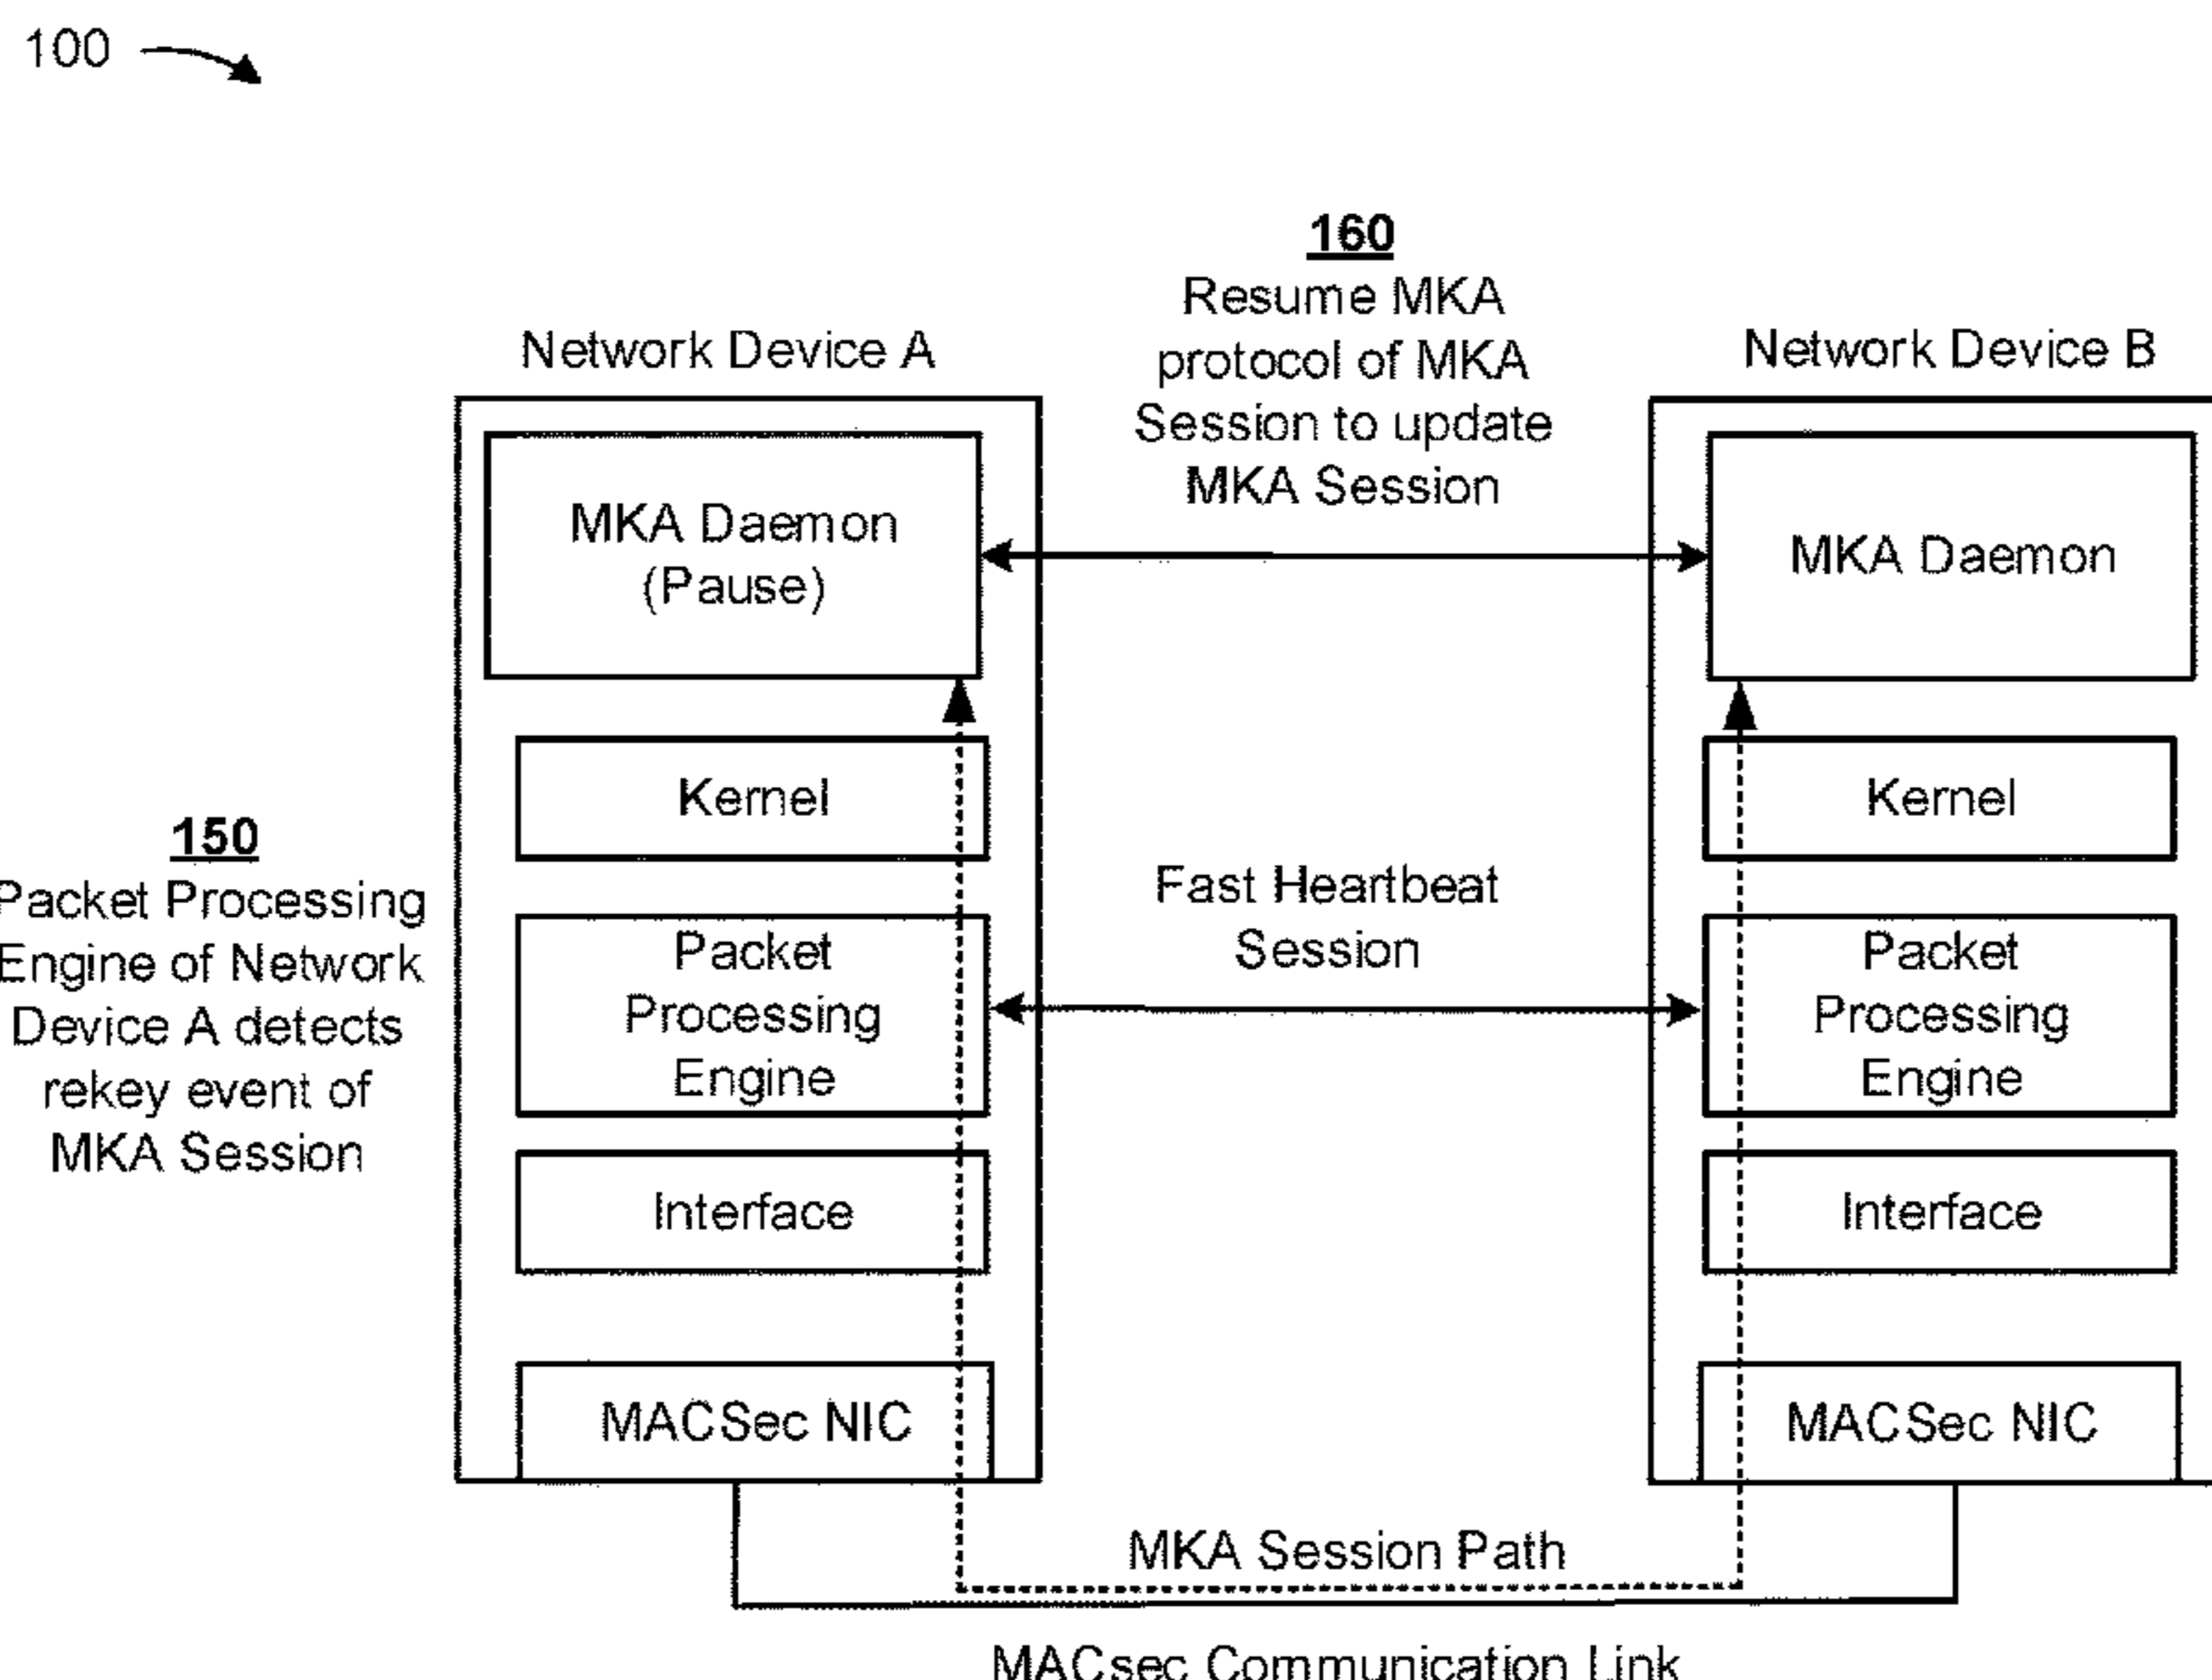 100
160
Resume MKA
protocol of MKA
Session to update
MKA Session
Network Device A
Network Device B
MKA Daemon
(Pause)
MKA Daemon
Kernel
Kernel
150
Packet Processing
Engine of Network
Device A detects
rekey event of
MKA Session
Fast Heartbeat
Session
Packet
Processing
Engine
Packet
Processing
Engine
Interface
Interface
MACSec NIC
MACSec NIC
MKA Session Path
MACsec Communication Link